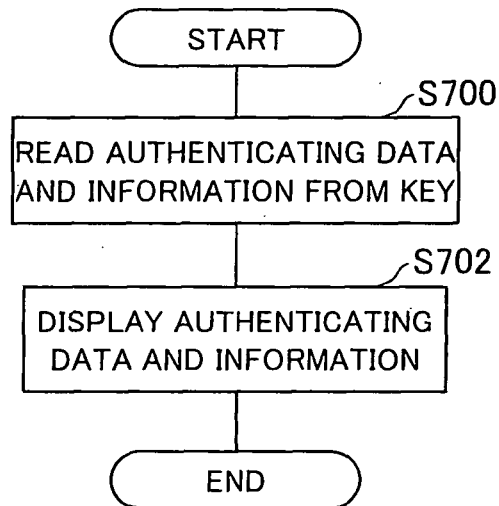 START
S700
READ AUTHENTICATING DATA
AND INFORMATION FROM KEY
S702
DISPLAY AUTHENTICATING
DATA AND INFORMATION
END